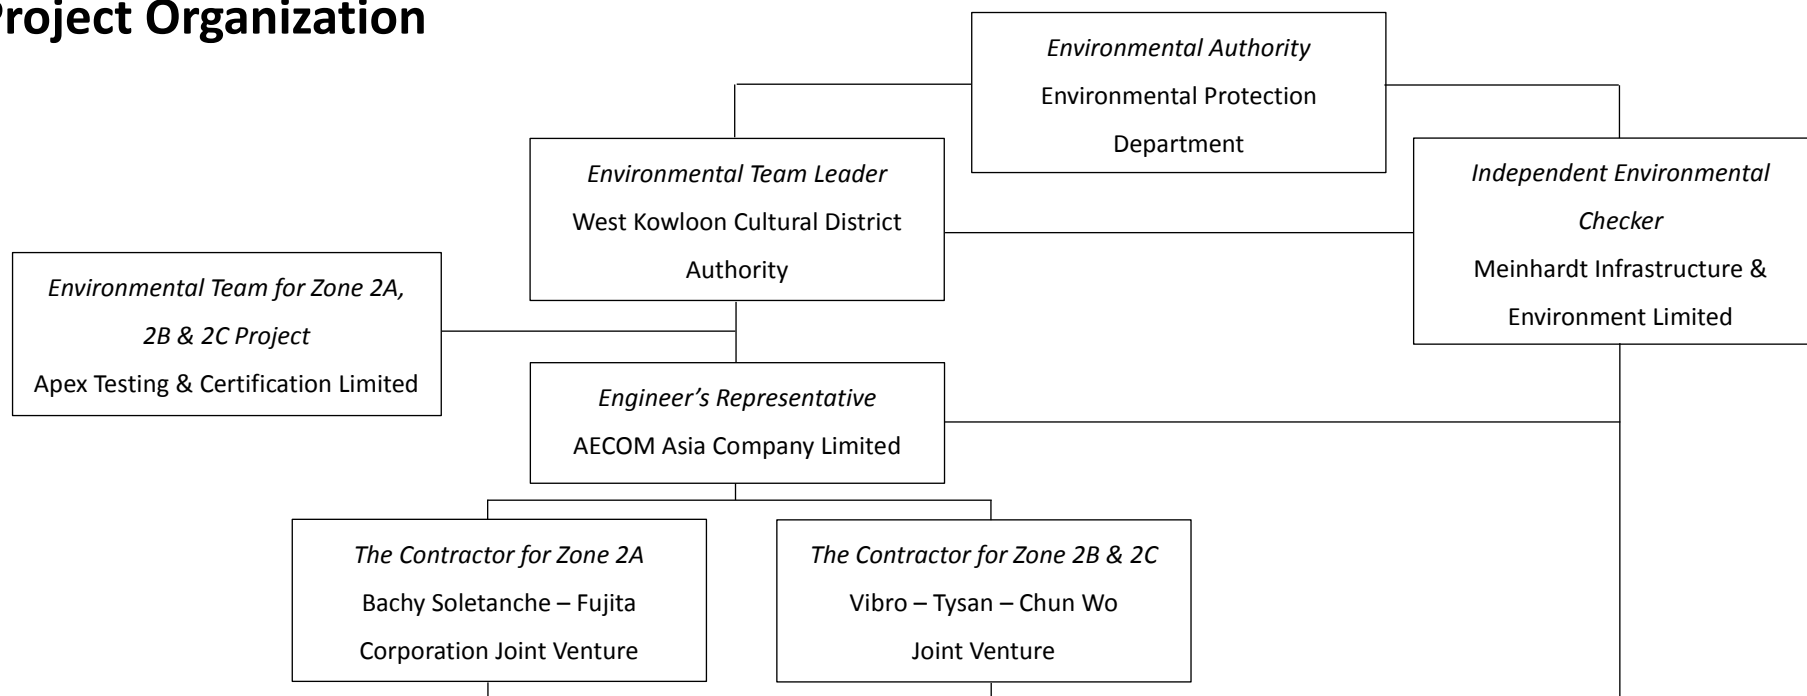 Project Organization
Environmental Authority
Environmental Protection
Department
Environmental Team Leader
West Kowloon Cultural District
Authority
Independent Environmental
Checker
Meinhardt Infrastructure &
Environment Limited
Environmental Team for Zone 2A,
2B & 2C Project
Apex Testing & Certification Limited
Engineer’s Representative
AECOM Asia Company Limited
The Contractor for Zone 2A
Bachy Soletanche – Fujita
Corporation Joint Venture
The Contractor for Zone 2B & 2C
Vibro – Tysan – Chun Wo
Joint Venture